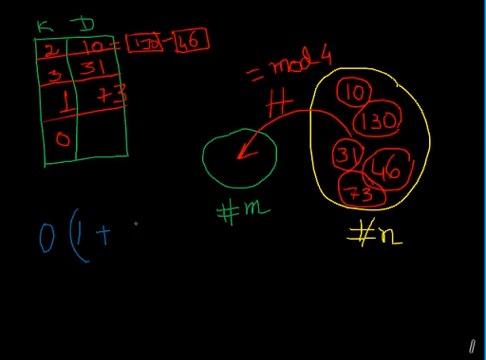 K D
2 10 = 130 - 46
3 31
1 73
0
= mod 4
H
10
130
31
46
73
#m
#n
O(1 +